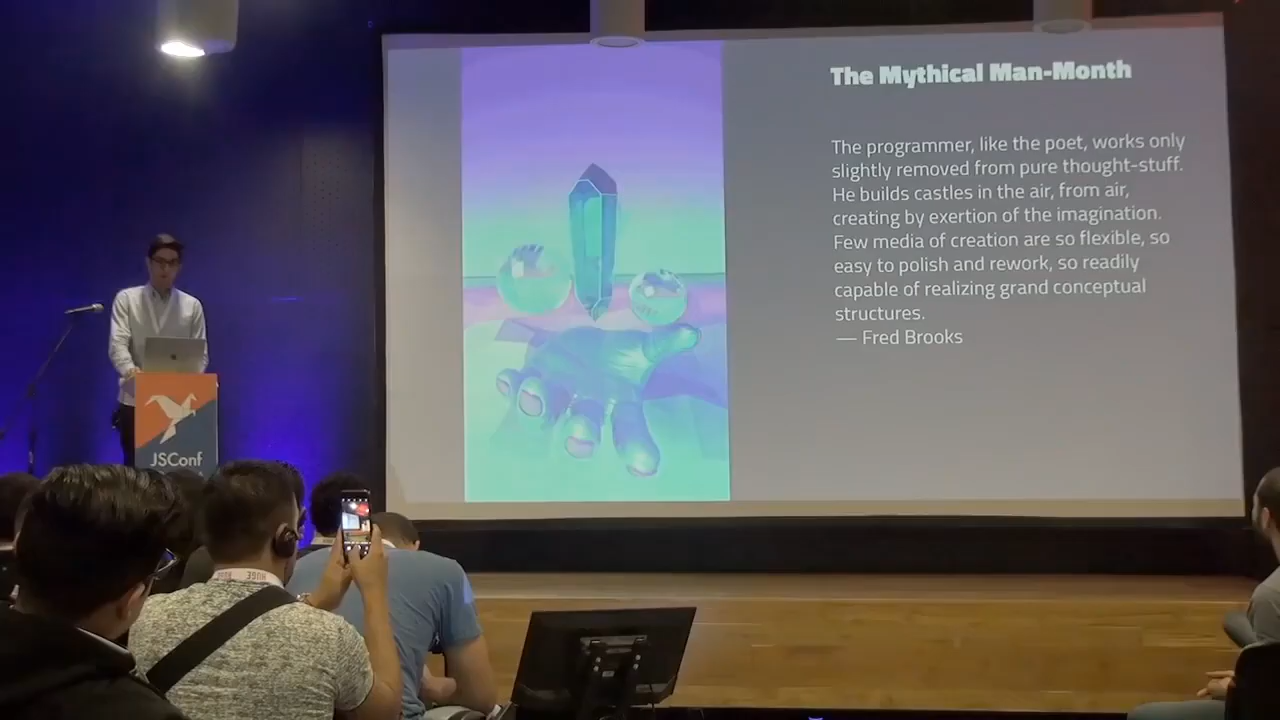 The Mythical Man-Month
The programmer, like the poet, works only
slightly removed from pure thought-stuff.
He builds castles in the air, from air,
creating by exertion of the imagination.
Few media of creation are so flexible, so
easy to polish and rework, so readily
capable of realizing grand conceptual
structures.
— Fred Brooks
JSConf
HUGE